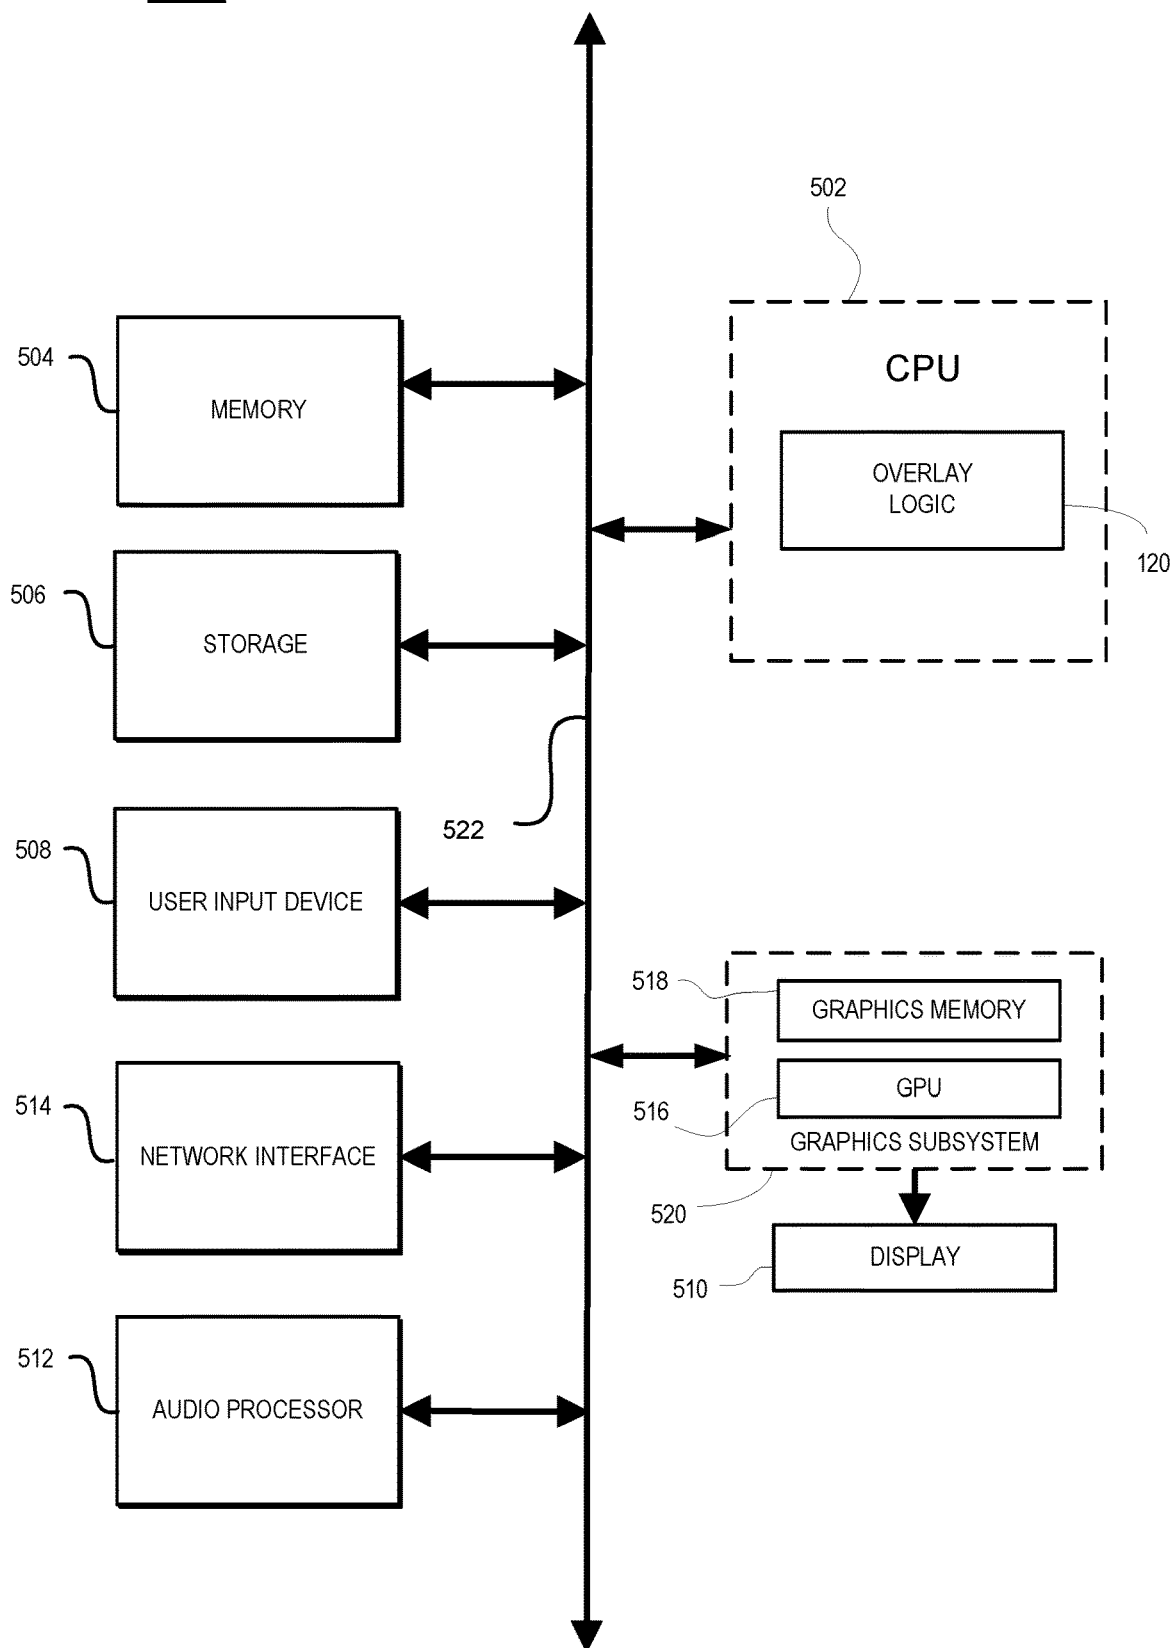 502
CPU
OVERLAY
LOGIC
120
504
MEMORY
506
STORAGE
522
508
USER INPUT DEVICE
518
GRAPHICS MEMORY
516
GPU
GRAPHICS SUBSYSTEM
520
DISPLAY
510
514
NETWORK INTERFACE
512
AUDIO PROCESSOR